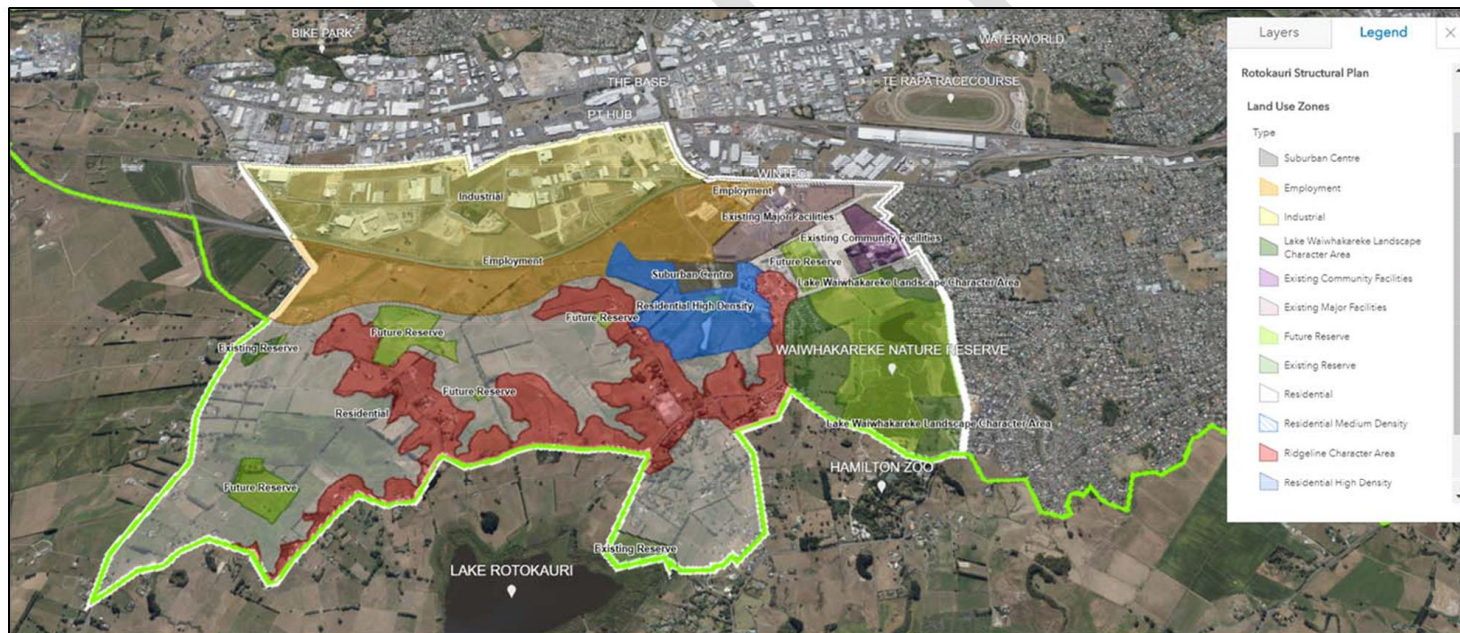 BIKE PARK
WATERWORLD
THE BASE
TE RAPA RACECOURSE
PT HUB
WINTEC
Industrial
Employment
Existing Major Facilities
Existing Community Facilities
Employment
Future Reserve
Suburban Centre
Lake Waiwhakareke Landscape Character Area
Residential High Density
Future Reserve
Future Reserve
Existing Reserve
WAIWHAKAREKE NATURE RESERVE
Future Reserve
Residential
Lake Waiwhakareke Landscape Character Area
HAMILTON ZOO
Future Reserve
Existing Reserve
LAKE ROTOKAURI
Layers
Legend
Rotokauri Structural Plan
Land Use Zones
Type
Suburban Centre
Employment
Industrial
Lake Waiwhakareke Landscape
Character Area
Existing Community Facilities
Existing Major Facilities
Future Reserve
Existing Reserve
Residential
Residential Medium Density
Ridgeline Character Area
Residential High Density